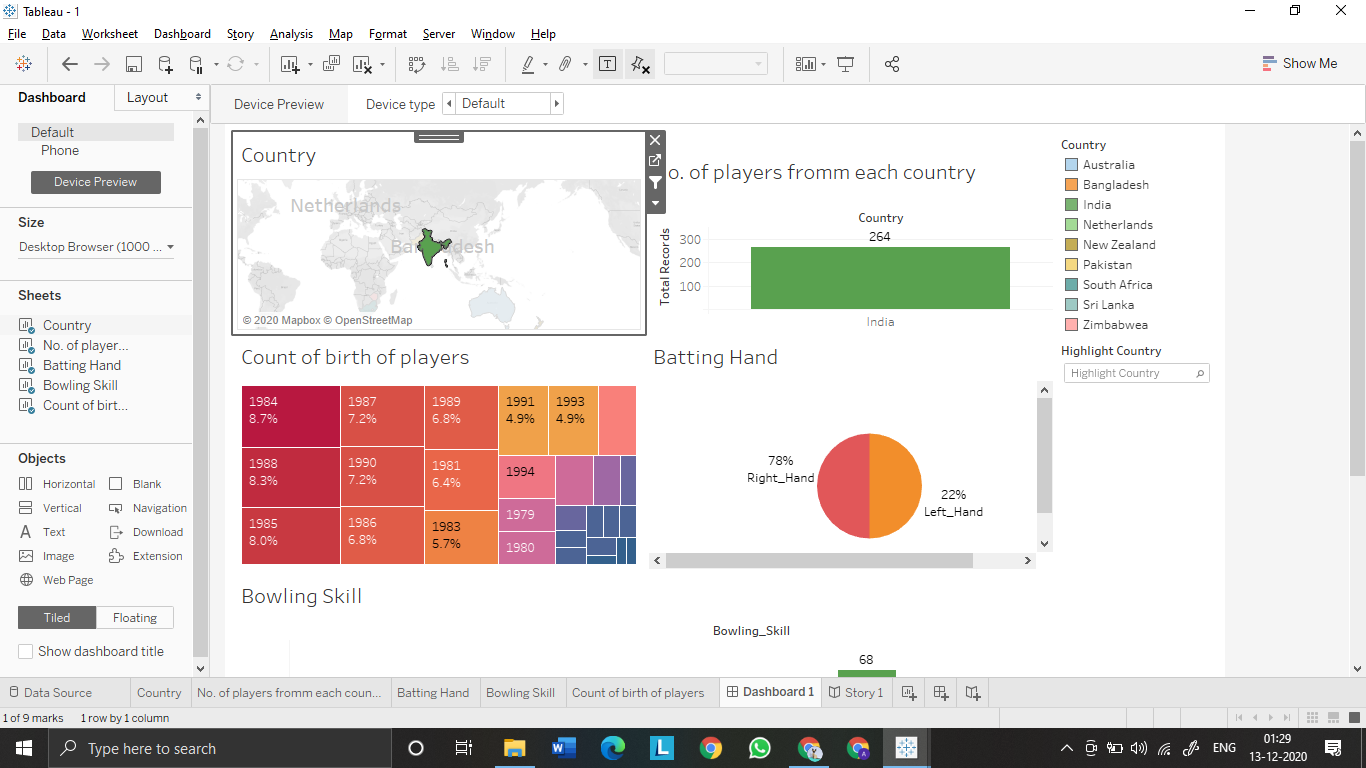 Tableau - 1
File Data Worksheet Dashboard Story Analysis Map Format Server Window Help
Show Me
Dashboard Layout
Default
Phone
Device Preview
Size
Desktop Browser (1000 ...
Sheets
Country
No. of player...
Batting Hand
Bowling Skill
Count of birt...
Objects
Horizontal Blank
Vertical Navigation
Text Download
Image Extension
Web Page
Tiled Floating
Show dashboard title
Device Preview Device type Default
Country
Netherlands
© 2020 Mapbox © OpenStreetMap
o. of players fromm each country
Country
264
Total Records
300
200
100
India
Country
Australia
Bangladesh
India
Netherlands
New Zealand
Pakistan
South Africa
Sri Lanka
Zimbabwea
Highlight Country
Highlight Country
Count of birth of players
1984
8.7%
1988
8.3%
1985
8.0%
1987
7.2%
1990
7.2%
1986
6.8%
1989
6.8%
1981
6.4%
1983
5.7%
1991
4.9%
1993
4.9%
1994
1979
1980
Batting Hand
78%
Right_Hand
22%
Left_Hand
Bowling Skill
Bowling_Skill
68
Data Source Country No. of players fromm each coun... Batting Hand Bowling Skill Count of birth of players Dashboard 1 Story 1
1 of 9 marks 1 row by 1 column
Type here to search
ENG
01:29
13-12-2020